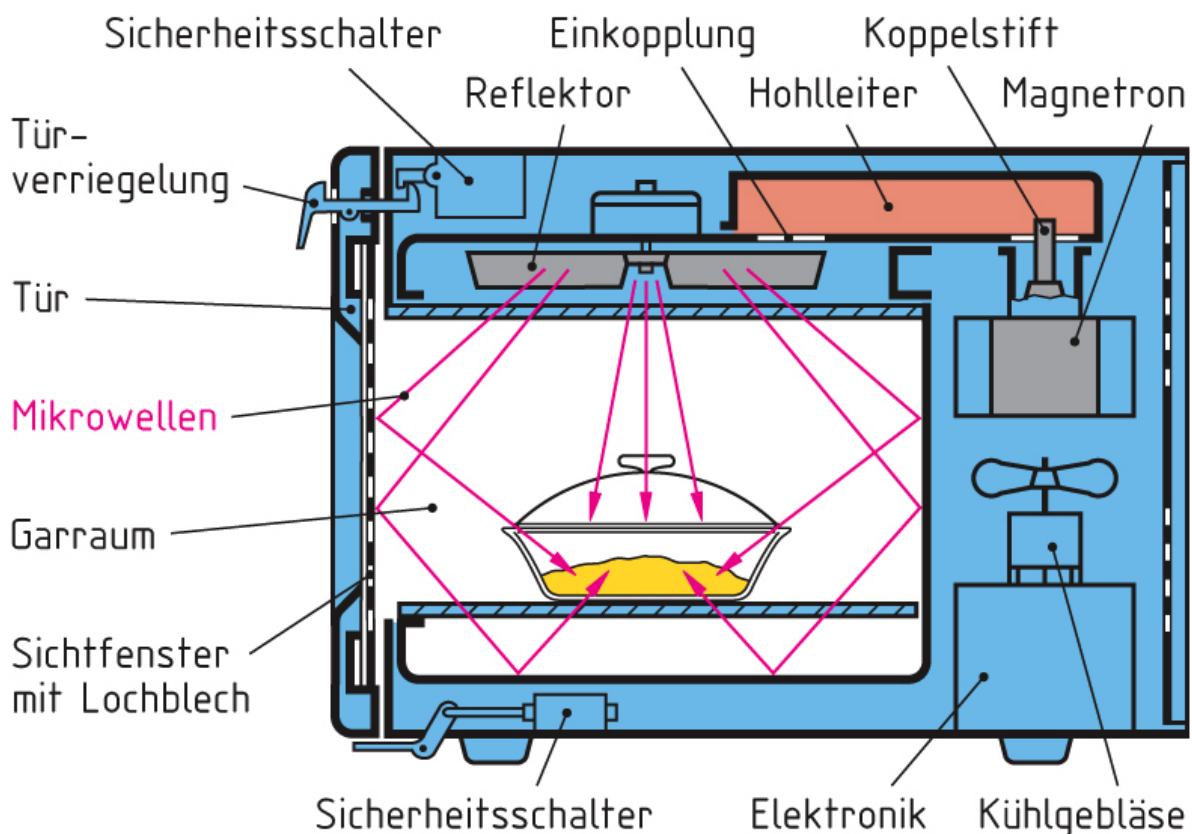 Sicherheitsschalter
Einkopplung
Koppelstift
Reflektor
Hohlleiter
Magnetron
Tür-
verriegelung
Tür
Mikrowellen
Garraum
Sichtfenster
mit Lochblech
Sicherheitsschalter
Elektronik
Kühlgebläse